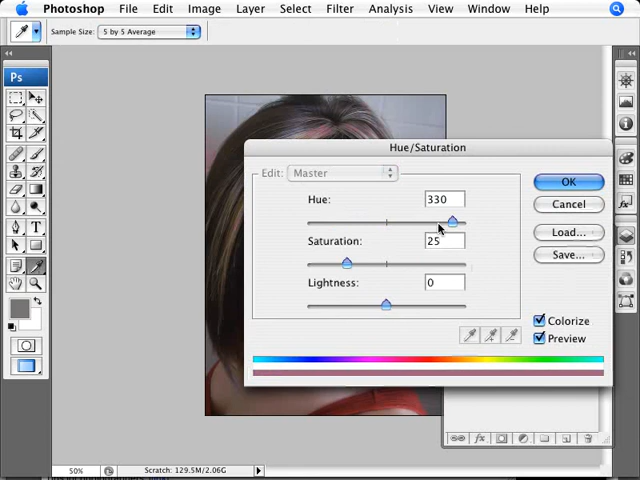 Photoshop File Edit Image Layer Select Filter Analysis View Window Help
Sample Size: 5 by 5 Average
Ps
Hue/Saturation
Edit: Master
Hue: 330
Saturation: 25
Lightness: 0
OK
Cancel
Load...
Save...
Colorize
Preview
50% Scratch: 129.5M/2.06G